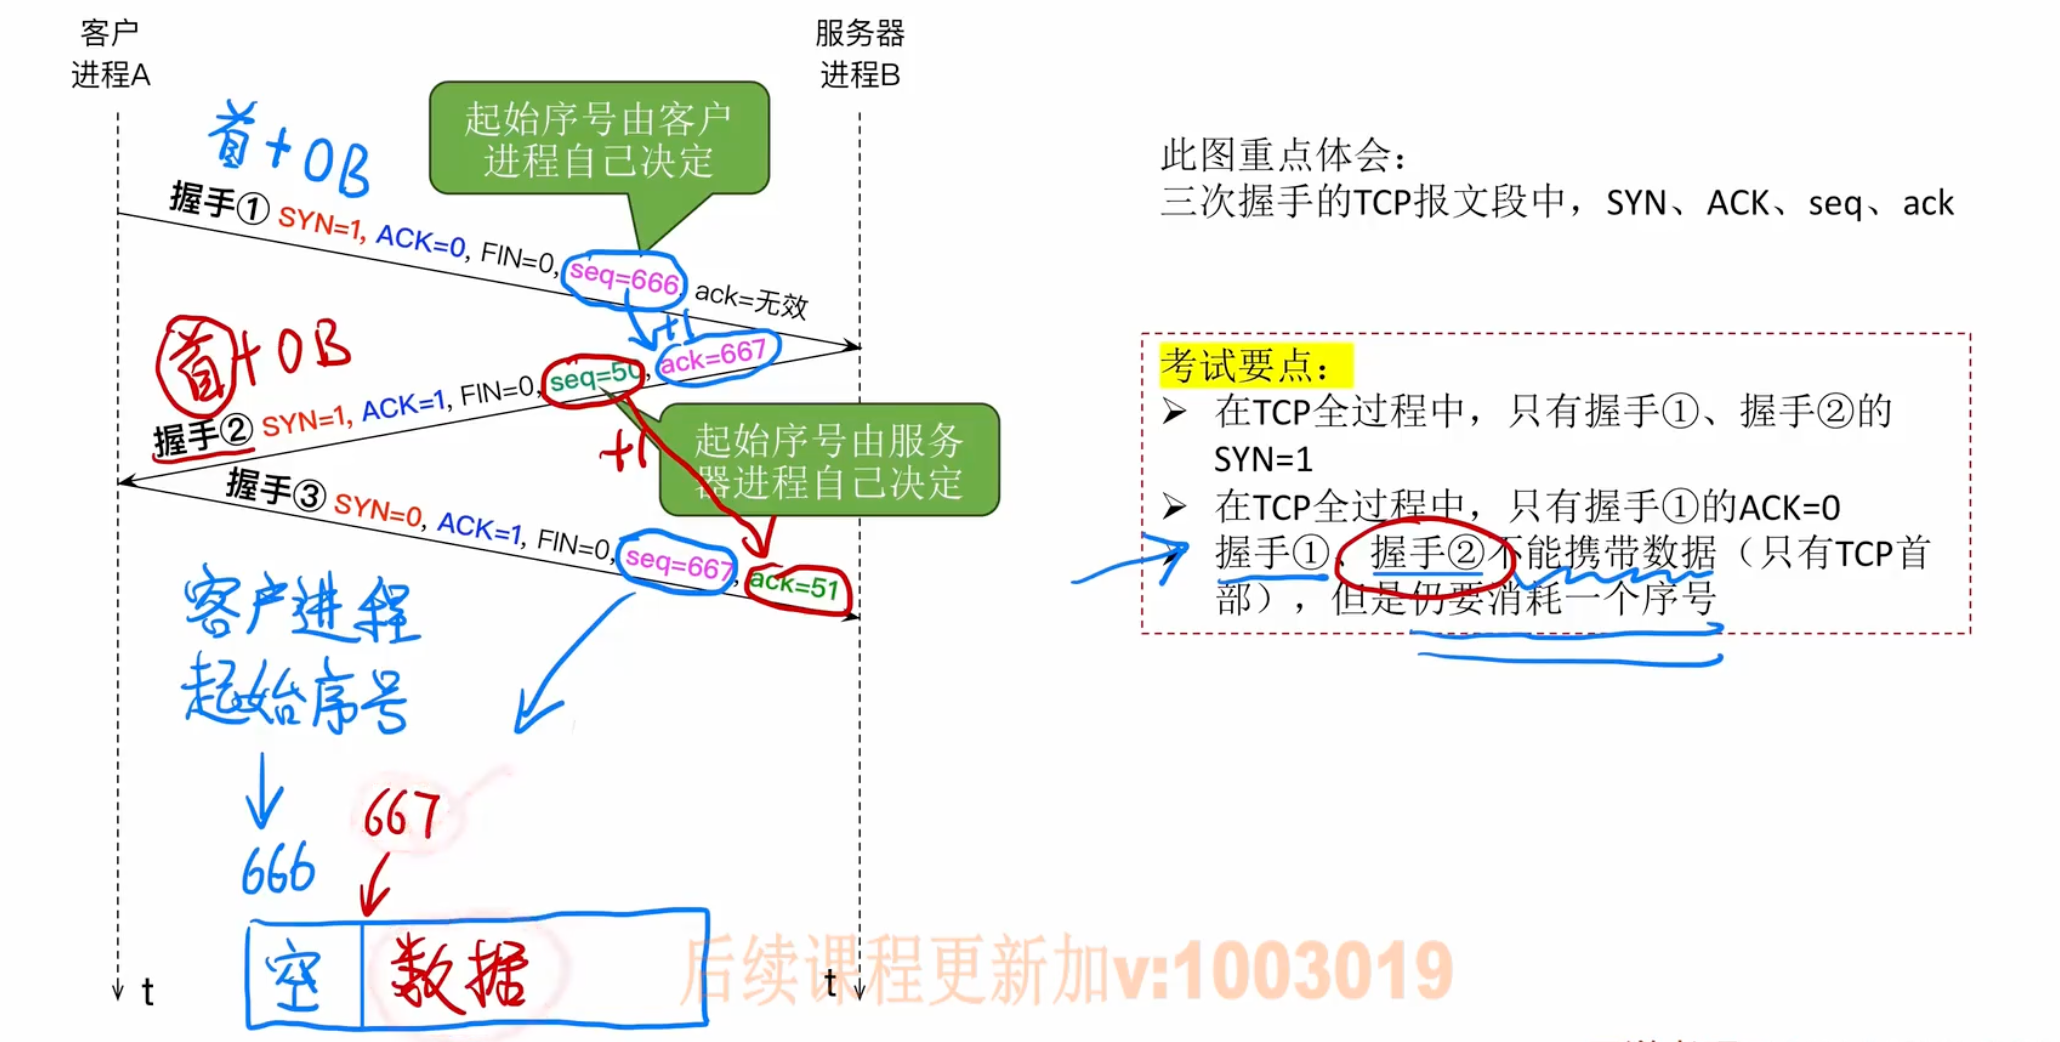 客户
进程A
服务器
进程B
首+0B
起始序号由客户
进程自己决定
握手① SYN=1, ACK=0, FIN=0, seq=666, ack=无效
+1
首+0B
握手② SYN=1, ACK=1, FIN=0, seq=50, ack=667
+1
起始序号由服务
器进程自己决定
握手③ SYN=0, ACK=1, FIN=0, seq=667, ack=51
客户进程
起始序号
666
667
空
数据
t
t
此图重点体会：
三次握手的TCP报文段中，SYN、ACK、seq、ack
考试要点：
➢ 在TCP全过程中，只有握手①、握手②的
SYN=1
➢ 在TCP全过程中，只有握手①的ACK=0
➢ 握手①、握手②不能携带数据（只有TCP首
部），但是仍要消耗一个序号
后续课程更新加v:1003019